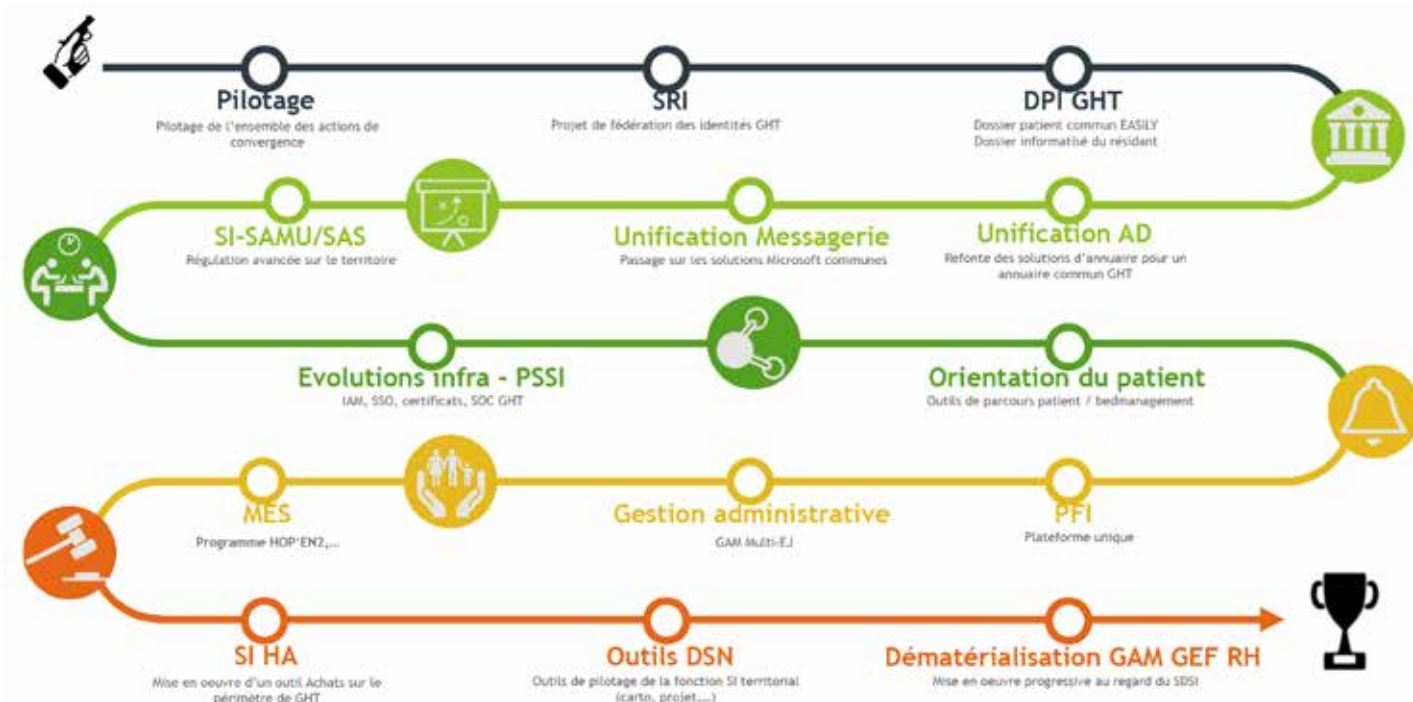 Pilotage
Pilotage de l'ensemble des actions de
convergence
SRI
Projet de fédération des identités GHT
DPI GHT
Dossier patient commun EASILY
Dossier informatisé du résidant
SI-SAMU/SAS
Régulation avancée sur le territoire
Unification Messagerie
Passage sur les solutions Microsoft communes
Unification AD
Refonte des solutions d'annuaire pour un
annuaire commun GHT
Evolutions infra - PSSI
IAM, SSO, certificats, SOC GHT
Orientation du patient
Outils de parcours patient / bedmanagement
MES
Programme HOP'EN2,...
Gestion administrative
GAM Multi-EJ
PFI
Plateforme unique
SI HA
Mise en oeuvre d'un outil Achats sur le
périmètre de GHT
Outils DSN
Outils de pilotage de la fonction SI territorial
(carto, projet,...)
Dématérialisation GAM GEF RH
Mise en oeuvre progressive au regard du SDSI